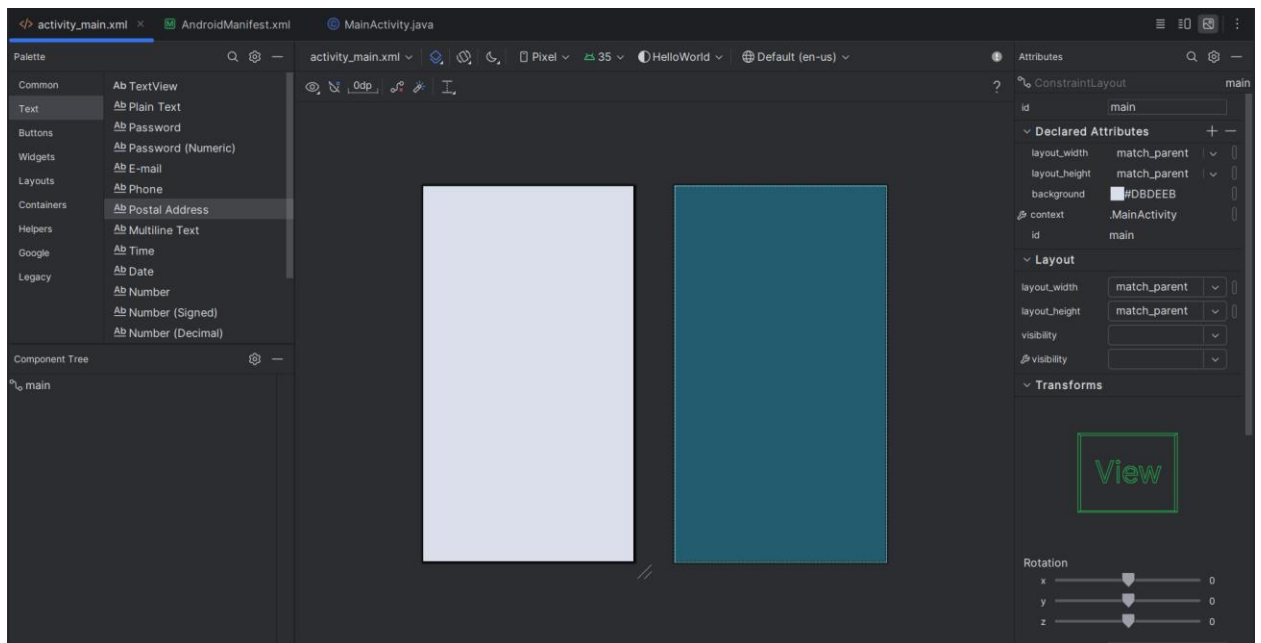 activity_main.xml
AndroidManifest.xml
MainActivity.java
Palette
Common
Text
Buttons
Widgets
Layouts
Containers
Helpers
Google
Legacy
Ab TextView
Ab Plain Text
Ab Password
Ab Password (Numeric)
Ab E-mail
Ab Phone
Ab Postal Address
Ab Multiline Text
Ab Time
Ab Date
Ab Number
Ab Number (Signed)
Ab Number (Decimal)
Component Tree
main
activity_main.xml
Pixel
35
HelloWorld
Default (en-us)
0dp
?
Attributes
ConstraintLayout main
id main
Declared Attributes
layout_width match_parent
layout_height match_parent
background #DBDEEB
context .MainActivity
id main
Layout
layout_width match_parent
layout_height match_parent
visibility
visibility
Transforms
View
Rotation
x 0
y 0
z 0